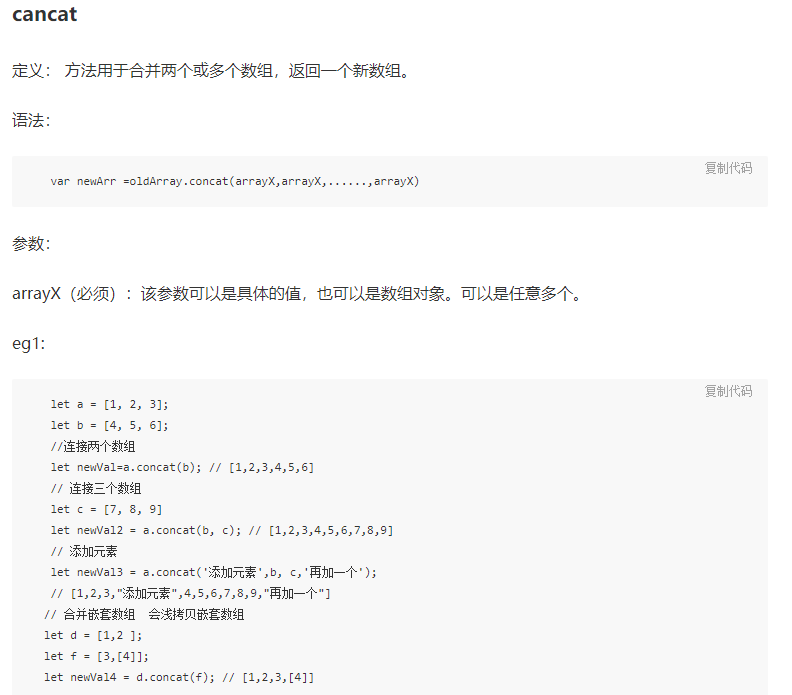 cancat
定义： 方法用于合并两个或多个数组，返回一个新数组。
语法：
复制代码
var newArr =oldArray.concat(arrayX,arrayX,......,arrayX)
参数：
arrayX（必须）：该参数可以是具体的值，也可以是数组对象。可以是任意多个。
eg1:
复制代码
let a = [1, 2, 3];
let b = [4, 5, 6];
//连接两个数组
let newVal=a.concat(b); // [1,2,3,4,5,6]
// 连接三个数组
let c = [7, 8, 9]
let newVal2 = a.concat(b, c); // [1,2,3,4,5,6,7,8,9]
// 添加元素
let newVal3 = a.concat('添加元素',b, c,'再加一个');
// [1,2,3,"添加元素",4,5,6,7,8,9,"再加一个"]
// 合并嵌套数组  会浅拷贝嵌套数组
let d = [1,2 ];
let f = [3,[4]];
let newVal4 = d.concat(f); // [1,2,3,[4]]